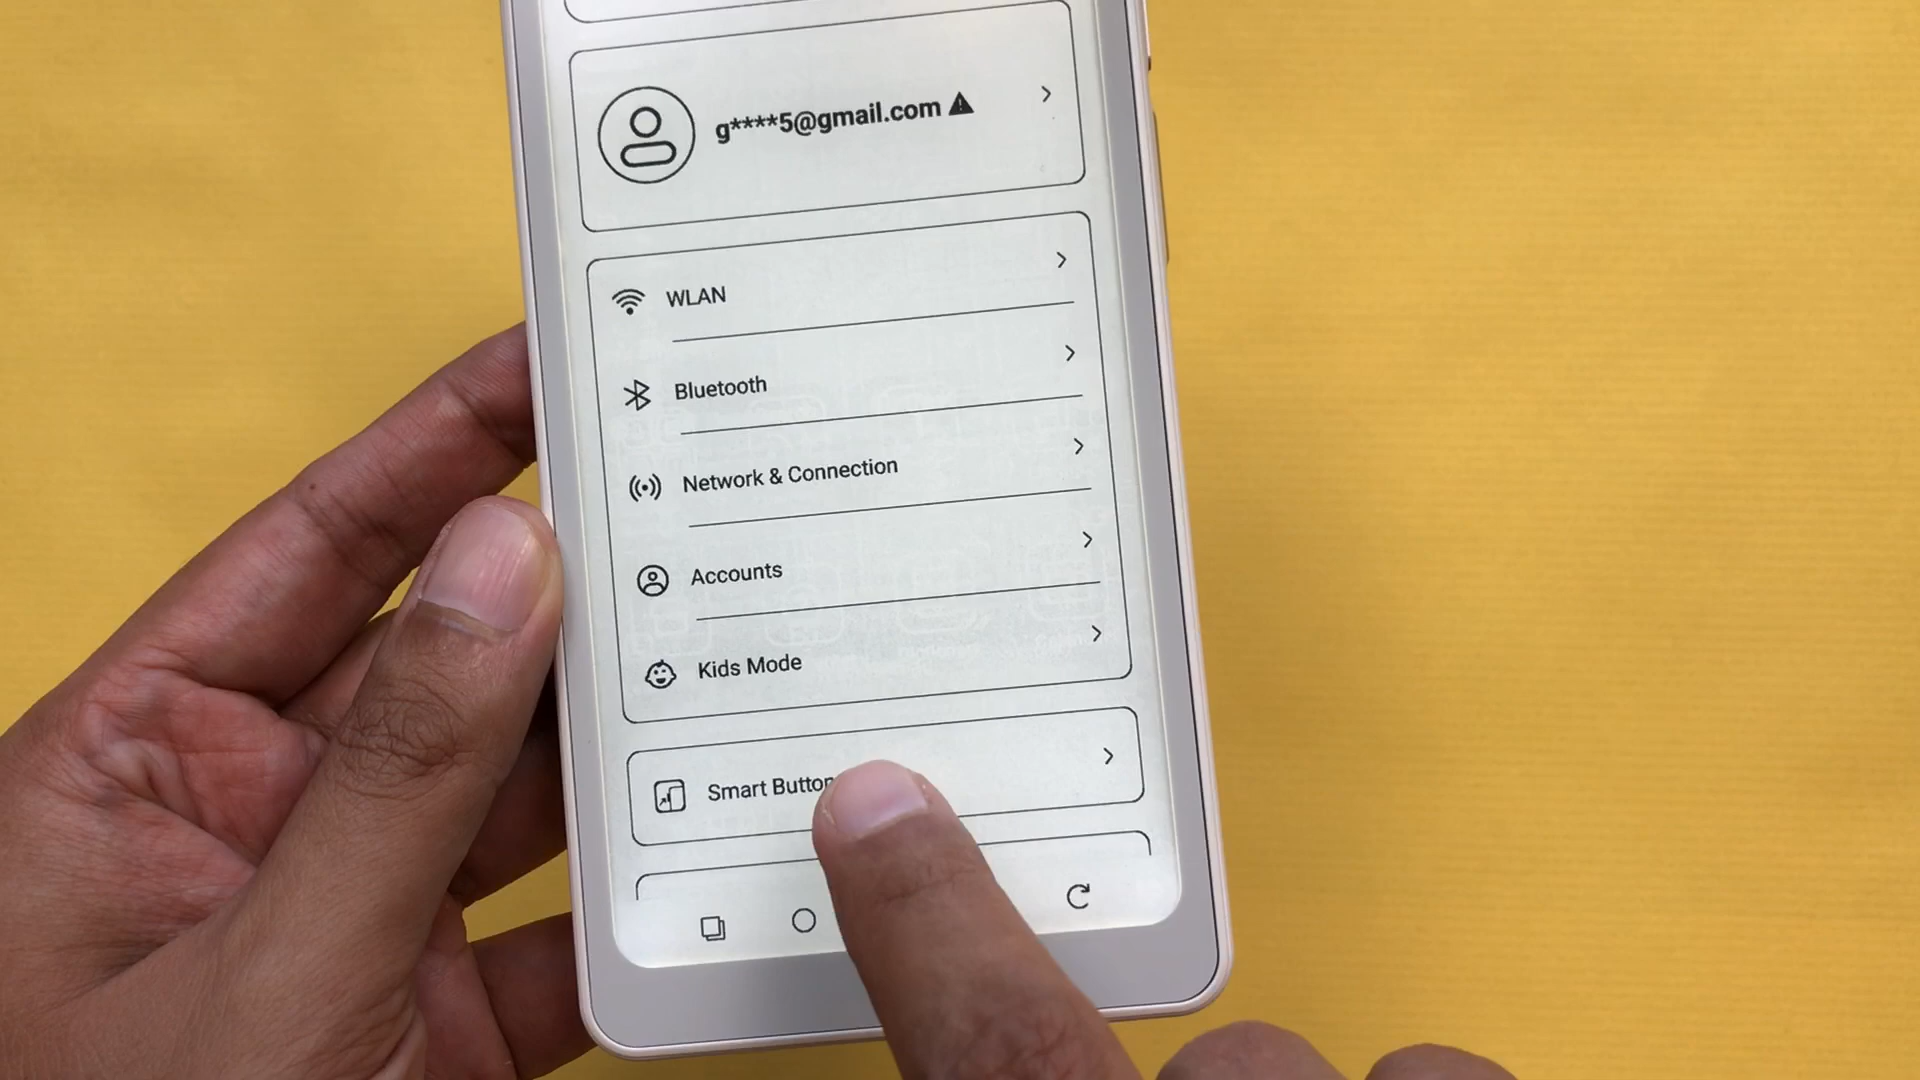 g****5@gmail.com
WLAN
Bluetooth
Network & Connection
Accounts
Kids Mode
Smart Button